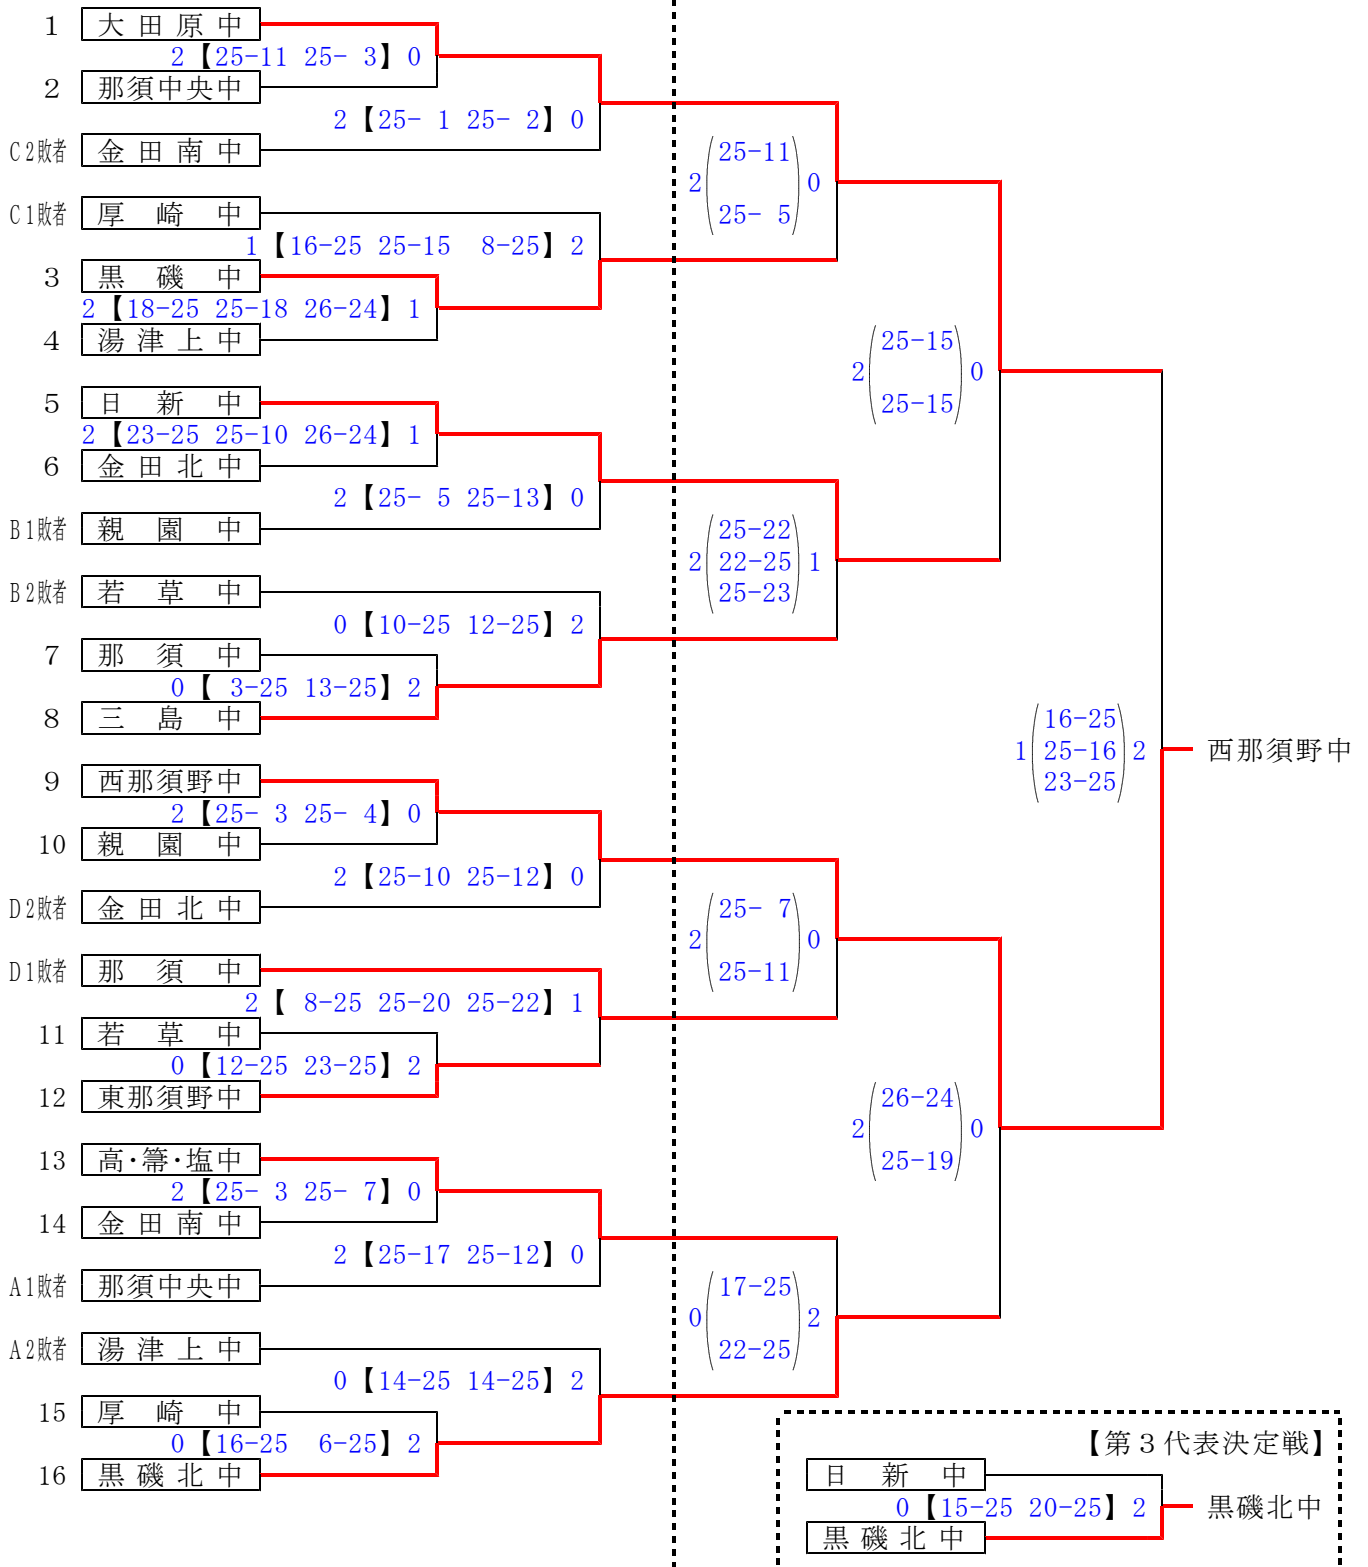 1 大田原中
2【25-11 25- 3】0
2 那須中央中
2【25- 1 25- 2】0
C2敗者 金田南中
C1敗者 厚崎中
1【16-25 25-15  8-25】2
3 黒磯中
2【18-25 25-18 26-24】1
4 湯津上中
5 日新中
2【23-25 25-10 26-24】1
6 金田北中
2【25- 5 25-13】0
B1敗者 親園中
B2敗者 若草中
0【10-25 12-25】2
7 那須中
0【 3-25 13-25】2
8 三島中
9 西那須野中
2【25- 3 25- 4】0
10 親園中
2【25-10 25-12】0
D2敗者 金田北中
D1敗者 那須中
2【 8-25 25-20 25-22】1
11 若草中
0【12-25 23-25】2
12 東那須野中
13 高・箒・塩中
2【25- 3 25- 7】0
14 金田南中
2【25-17 25-12】0
A1敗者 那須中央中
A2敗者 湯津上中
0【14-25 14-25】2
15 厚崎中
0【16-25  6-25】2
16 黒磯北中
25-11
2 0
25- 5
25-22
2 22-25 1
25-23
25- 7
2 0
25-11
17-25
0 2
22-25
25-15
2 0
25-15
26-24
2 0
25-19
16-25
1 25-16 2
23-25
西那須野中
【第3代表決定戦】
日新中
0【15-25 20-25】2
黒磯北中
黒磯北中